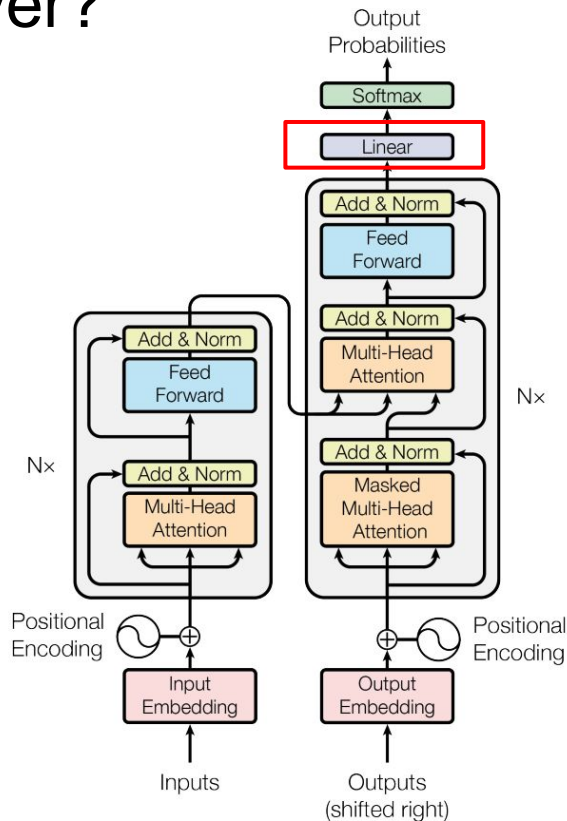 ver?
Output
Probabilities
Softmax
Linear
Add & Norm
Feed
Forward
Add & Norm
Multi-Head
Attention
Nx
Add & Norm
Masked
Multi-Head
Attention
Add & Norm
Feed
Forward
Nx
Add & Norm
Multi-Head
Attention
Positional
Encoding
Positional
Encoding
Input
Embedding
Output
Embedding
Inputs
Outputs
(shifted right)